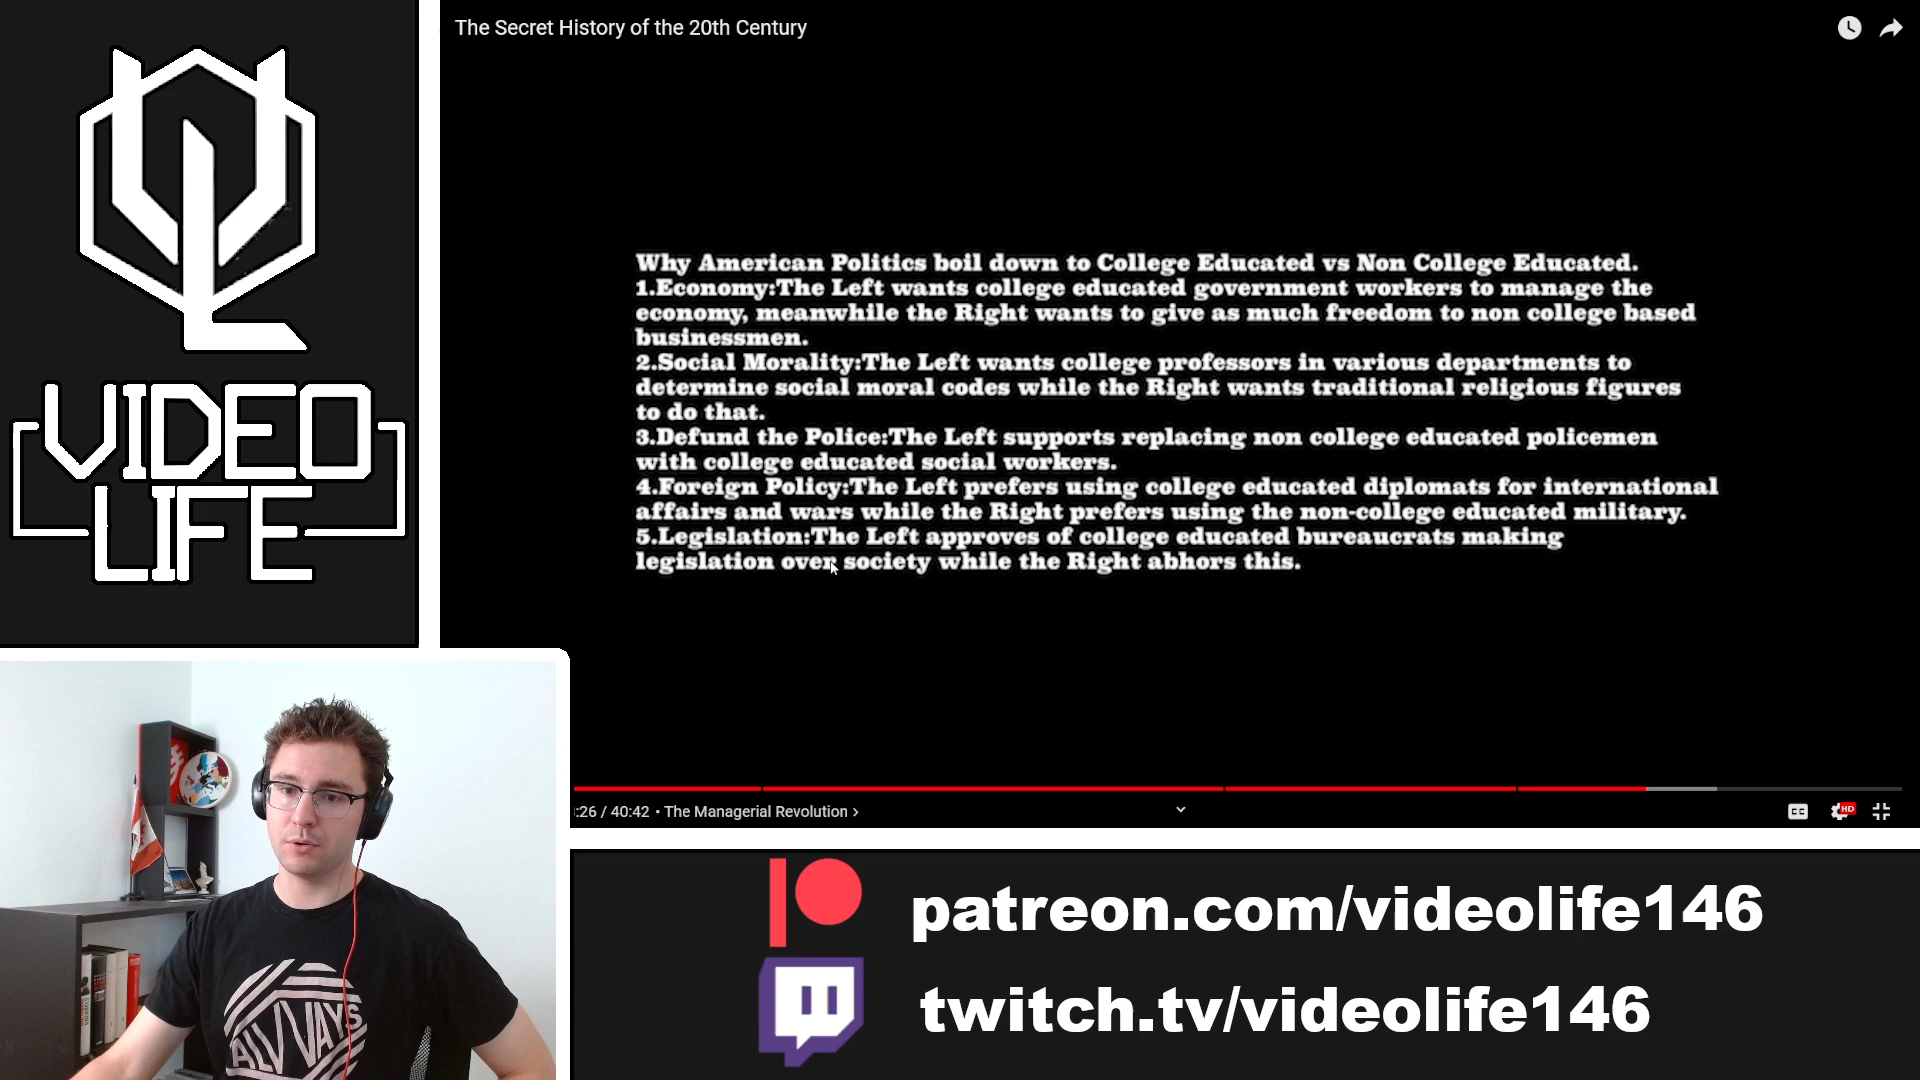 The Secret History of the 20th Century
VIDEO
LIFE
Why American Politics boil down to College Educated vs Non College Educated.
1.Economy:The Left wants college educated government workers to manage the
economy, meanwhile the Right wants to give as much freedom to non college based
businessmen.
2.Social Morality:The Left wants college professors in various departments to
determine social moral codes while the Right wants traditional religious figures
to do that.
3.Defund the Police:The Left supports replacing non college educated policemen
with college educated social workers.
4.Foreign Policy:The Left prefers using college educated diplomats for international
affairs and wars while the Right prefers using the non-college educated military.
5.Legislation:The Left approves of college educated bureaucrats making
legislation over society while the Right abhors this.
:26 / 40:42 • The Managerial Revolution >
CC
HD
ALVVAYS
patreon.com/videolife146
twitch.tv/videolife146